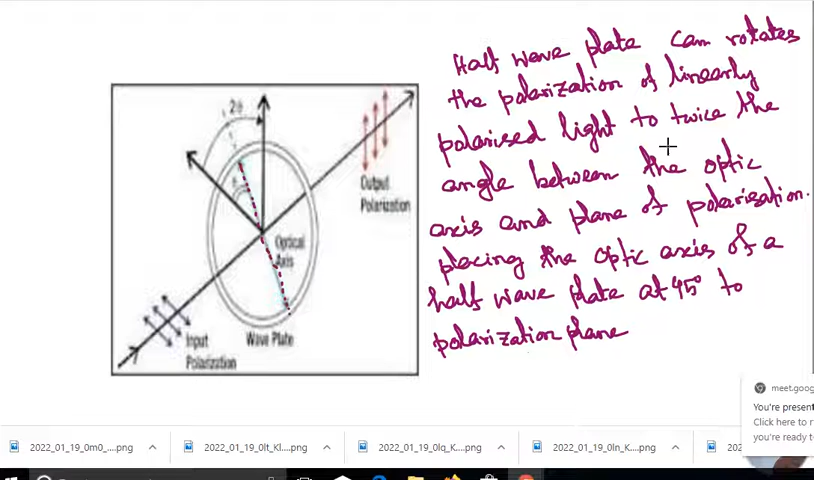 Half wave plate can rotates
the polarization of linearly
polarised light to twice the
angle between the optic
axis and plane of polarisation.
placing the optic axis of a
half wave plate at 45° to
polarization plane
2θ
Output
Polarization
Optical
Axis
Input
Polarization
Wave Plate
meet.goog
You're present
Click here to r
you're ready t
2022_01_19_0m0_....png
2022_01_19_0lt_Kl....png
2022_01_19_0lq_K....png
2022_01_19_0ln_K....png
202